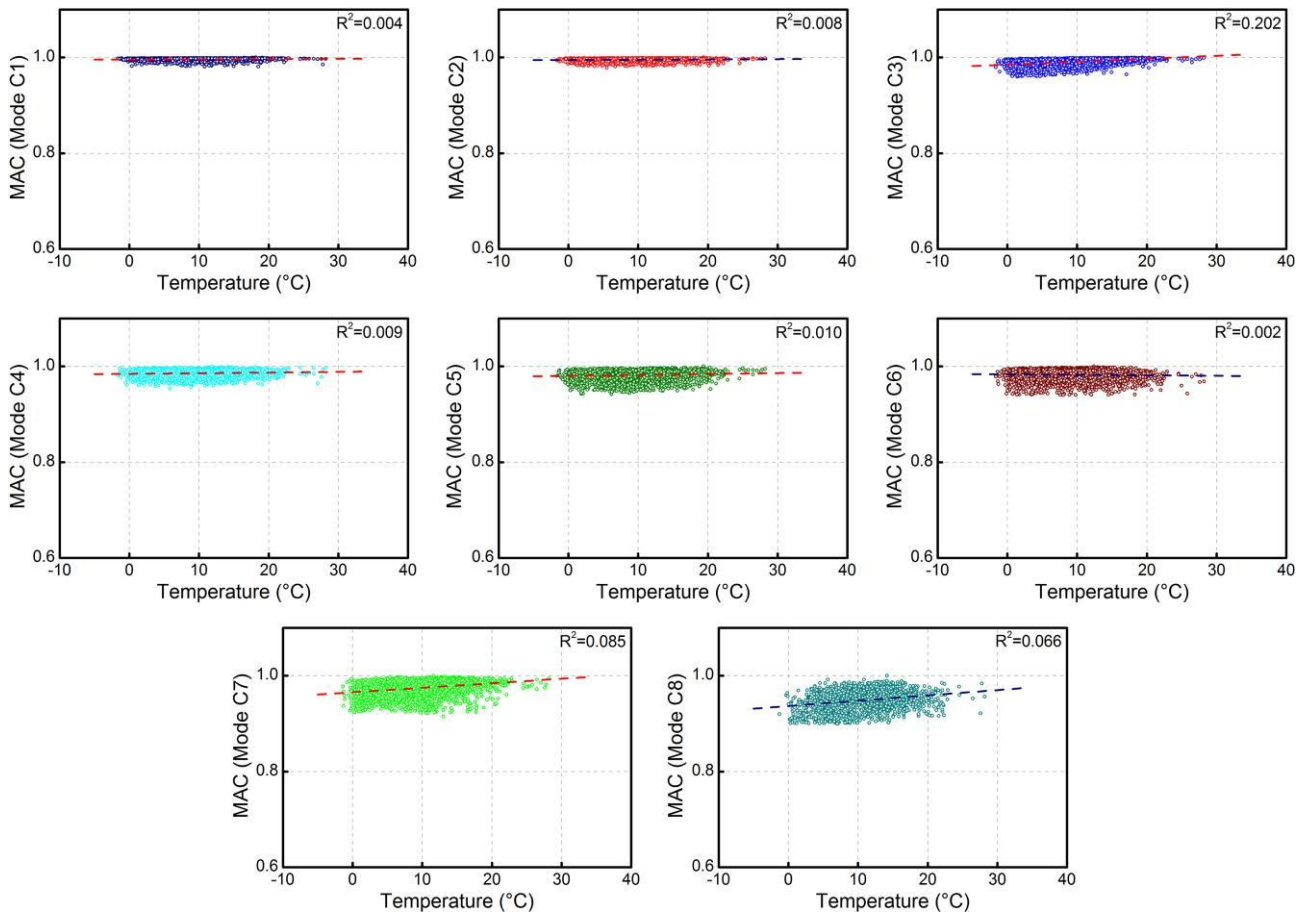 R²=0.004
1.0
0.8
0.6
MAC (Mode C1)
-10 0 10 20 30 40
Temperature (°C)
R²=0.008
1.0
0.8
0.6
MAC (Mode C2)
-10 0 10 20 30 40
Temperature (°C)
R²=0.202
1.0
0.8
0.6
MAC (Mode C3)
-10 0 10 20 30 40
Temperature (°C)
R²=0.009
1.0
0.8
0.6
MAC (Mode C4)
-10 0 10 20 30 40
Temperature (°C)
R²=0.010
1.0
0.8
0.6
MAC (Mode C5)
-10 0 10 20 30 40
Temperature (°C)
R²=0.002
1.0
0.8
0.6
MAC (Mode C6)
-10 0 10 20 30 40
Temperature (°C)
R²=0.085
1.0
0.8
0.6
MAC (Mode C7)
-10 0 10 20 30 40
Temperature (°C)
R²=0.066
1.0
0.8
0.6
MAC (Mode C8)
-10 0 10 20 30 40
Temperature (°C)